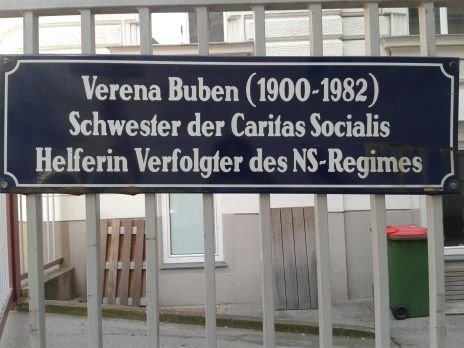 Verena Buben (1900-1982)
Schwester der Caritas Socialis
Helferin Verfolgter des NS-Regimes